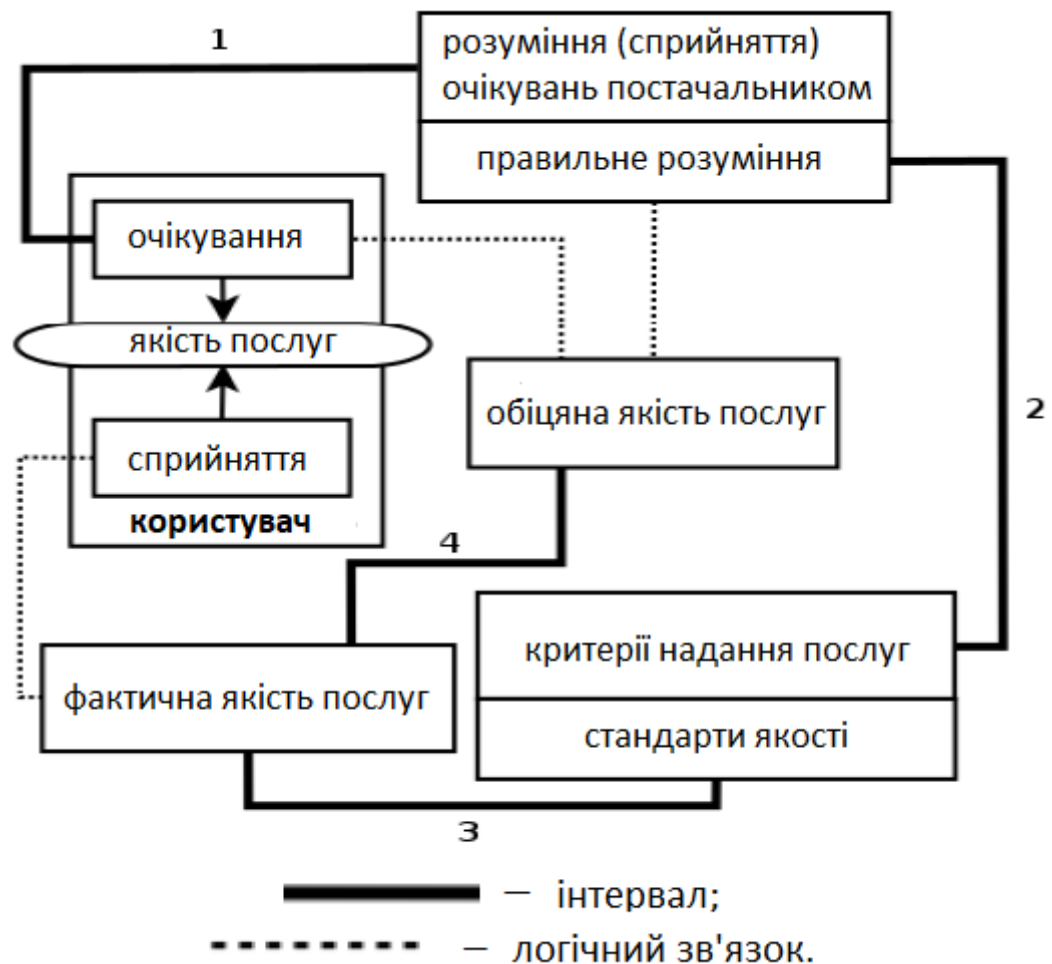 1
розуміння (сприйняття)
очікувань постачальником
правильне розуміння
очікування
якість послуг
обіцяна якість послуг
2
сприйняття
користувач
4
критерії надання послуг
фактична якість послуг
стандарти якості
3
– інтервал;
– логічний зв'язок.